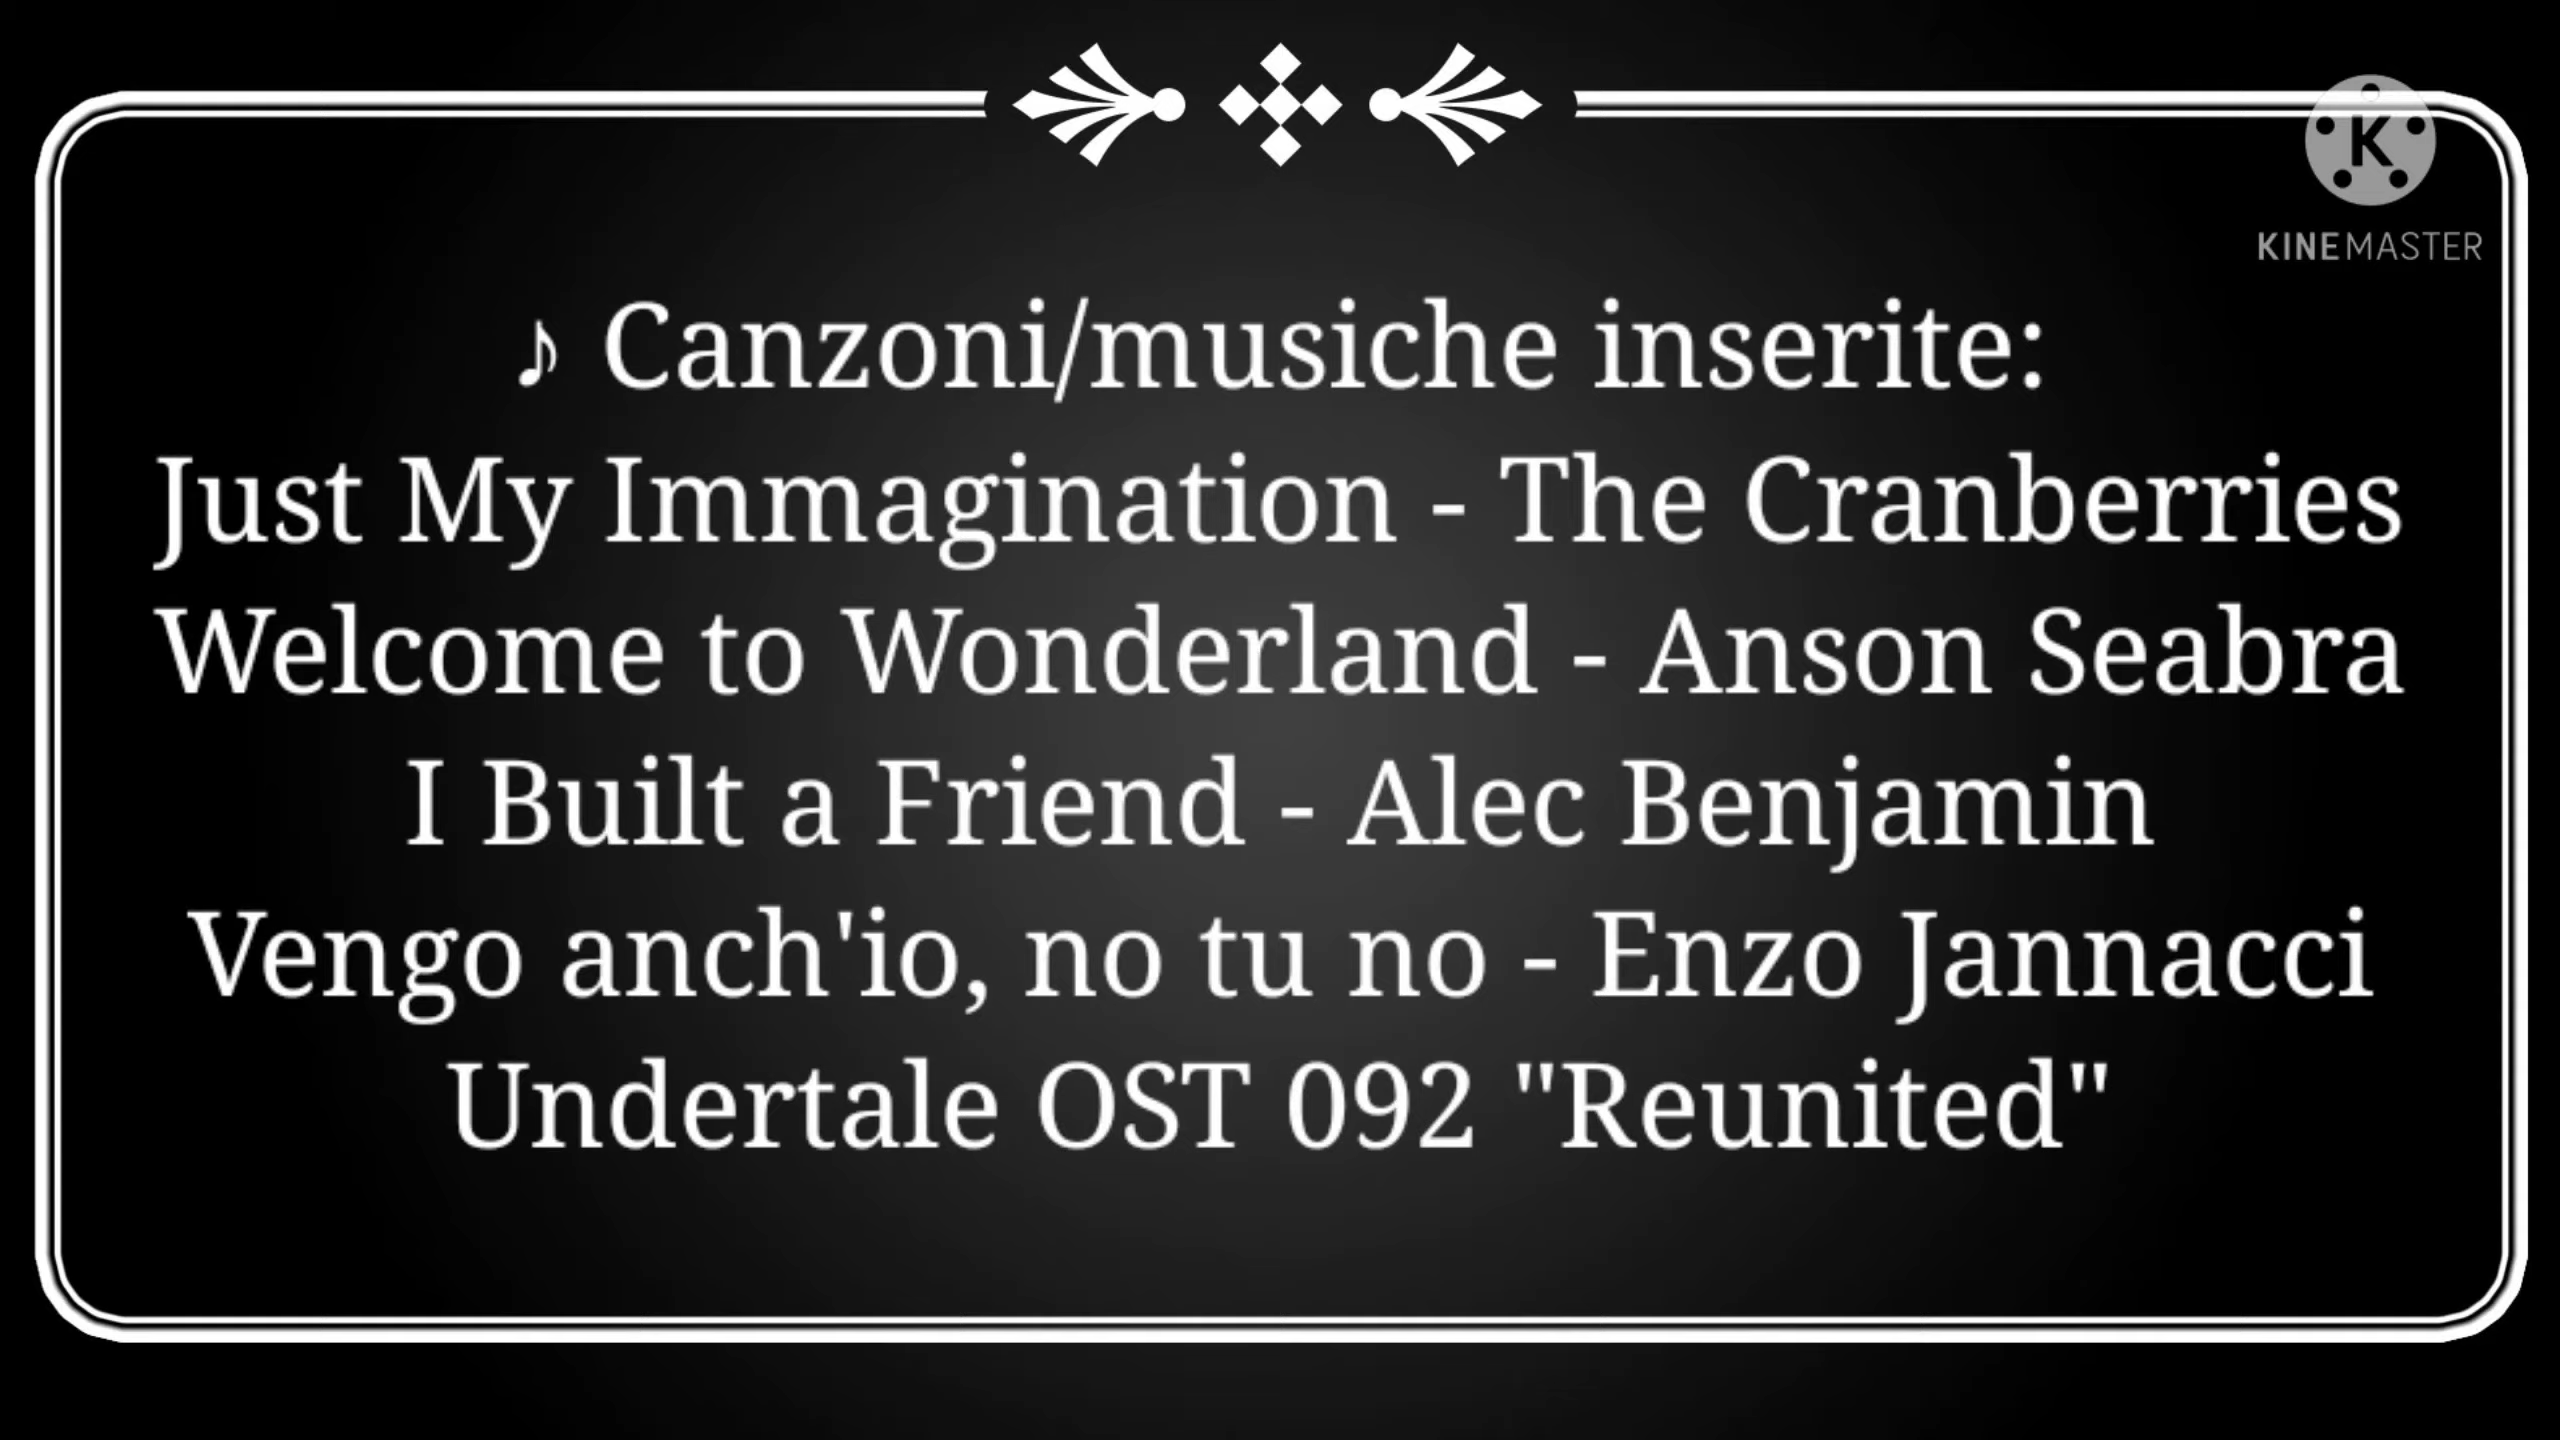 K
KINEMASTER
♪ Canzoni/musiche inserite:
Just My Immagination - The Cranberries
Welcome to Wonderland - Anson Seabra
I Built a Friend - Alec Benjamin
Vengo anch'io, no tu no - Enzo Jannacci
Undertale OST 092 "Reunited"